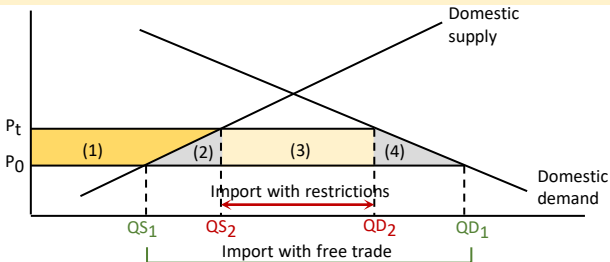 Domestic
supply
Pt
(1)
(2)
(3)
(4)
P0
Import with restrictions
Domestic
demand
QS1
QS2
QD2
QD1
Import with free trade